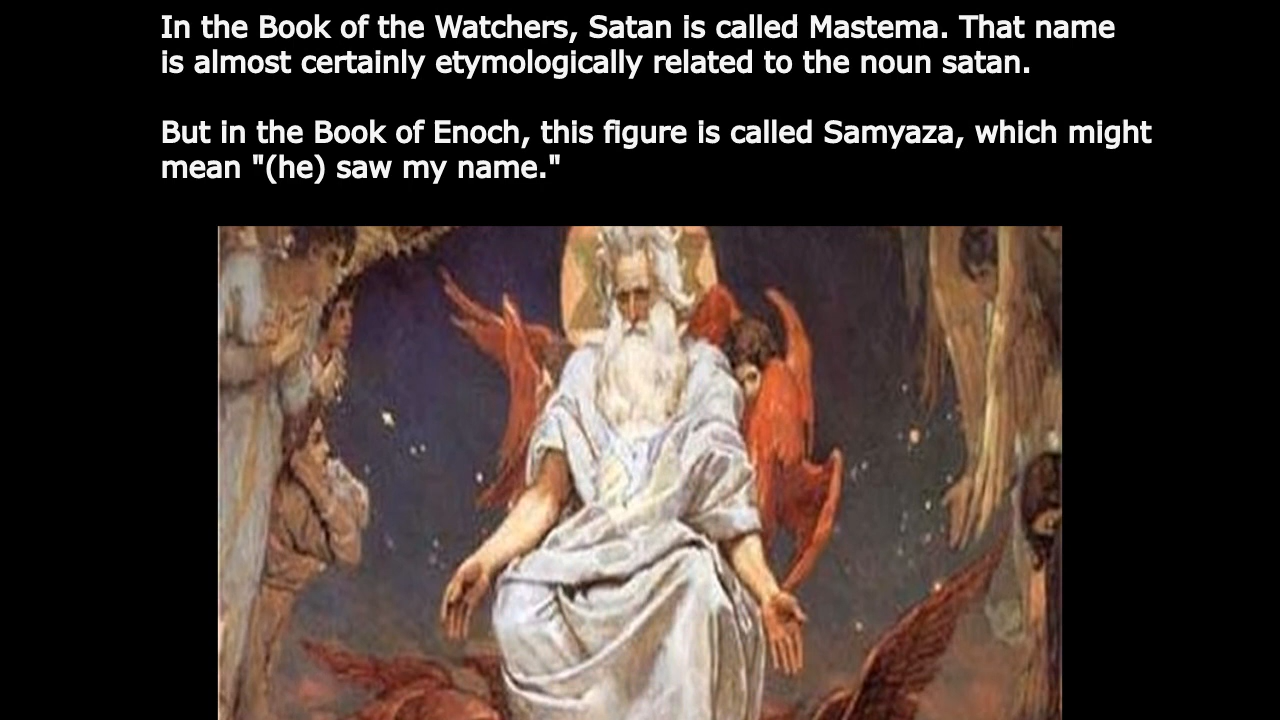 In the Book of the Watchers, Satan is called Mastema. That name
is almost certainly etymologically related to the noun satan.
But in the Book of Enoch, this figure is called Samyaza, which might
mean "(he) saw my name."